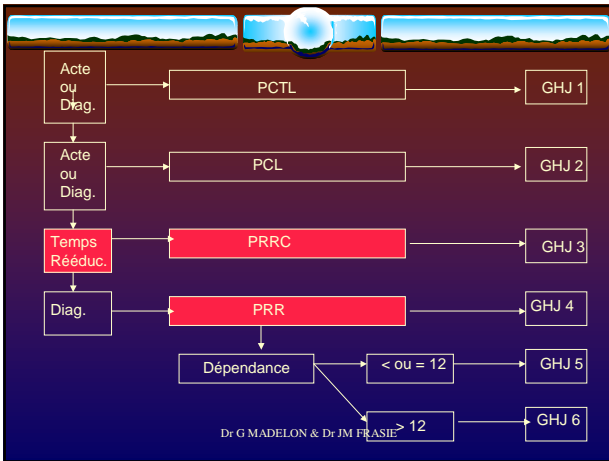 Acte
ou
Diag.
PCTL
GHJ 1
Acte
ou
Diag.
PCL
GHJ 2
Temps
Rééduc.
PRRC
GHJ 3
Diag.
PRR
GHJ 4
Dépendance
< ou = 12
GHJ 5
> 12
GHJ 6
Dr G MADELON & Dr JM FRASIE